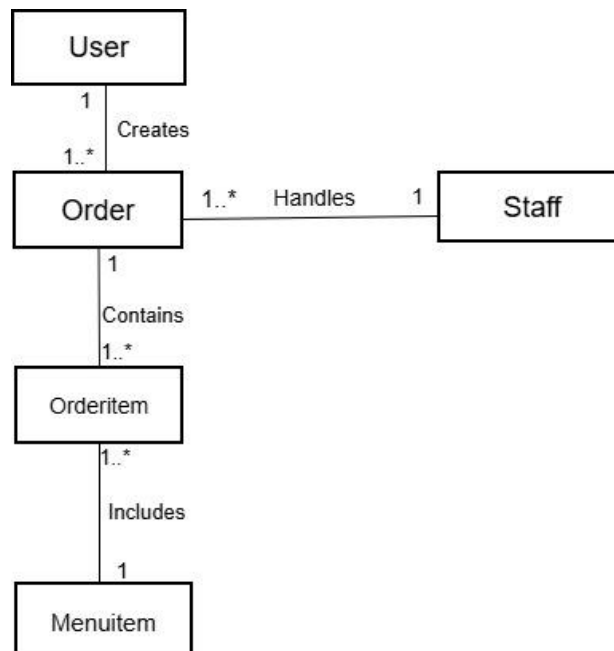 User
1
Creates
1..*
Order
1..* Handles 1
Staff
1
Contains
1..*
Orderitem
1..*
Includes
1
Menuitem